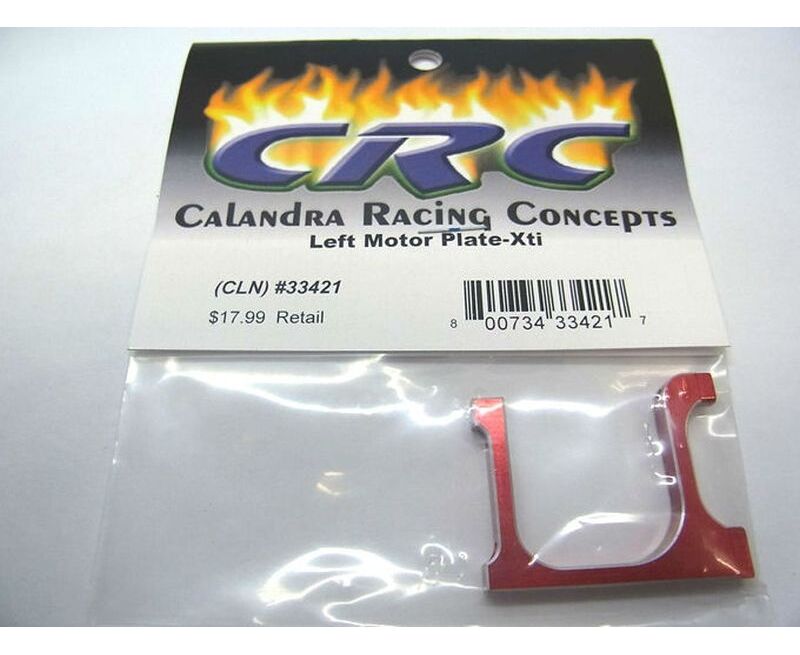 CRC
Calandra Racing Concepts
Left Motor Plate-Xti
(CLN) #33421
$17.99 Retail
8 00734 33421 7